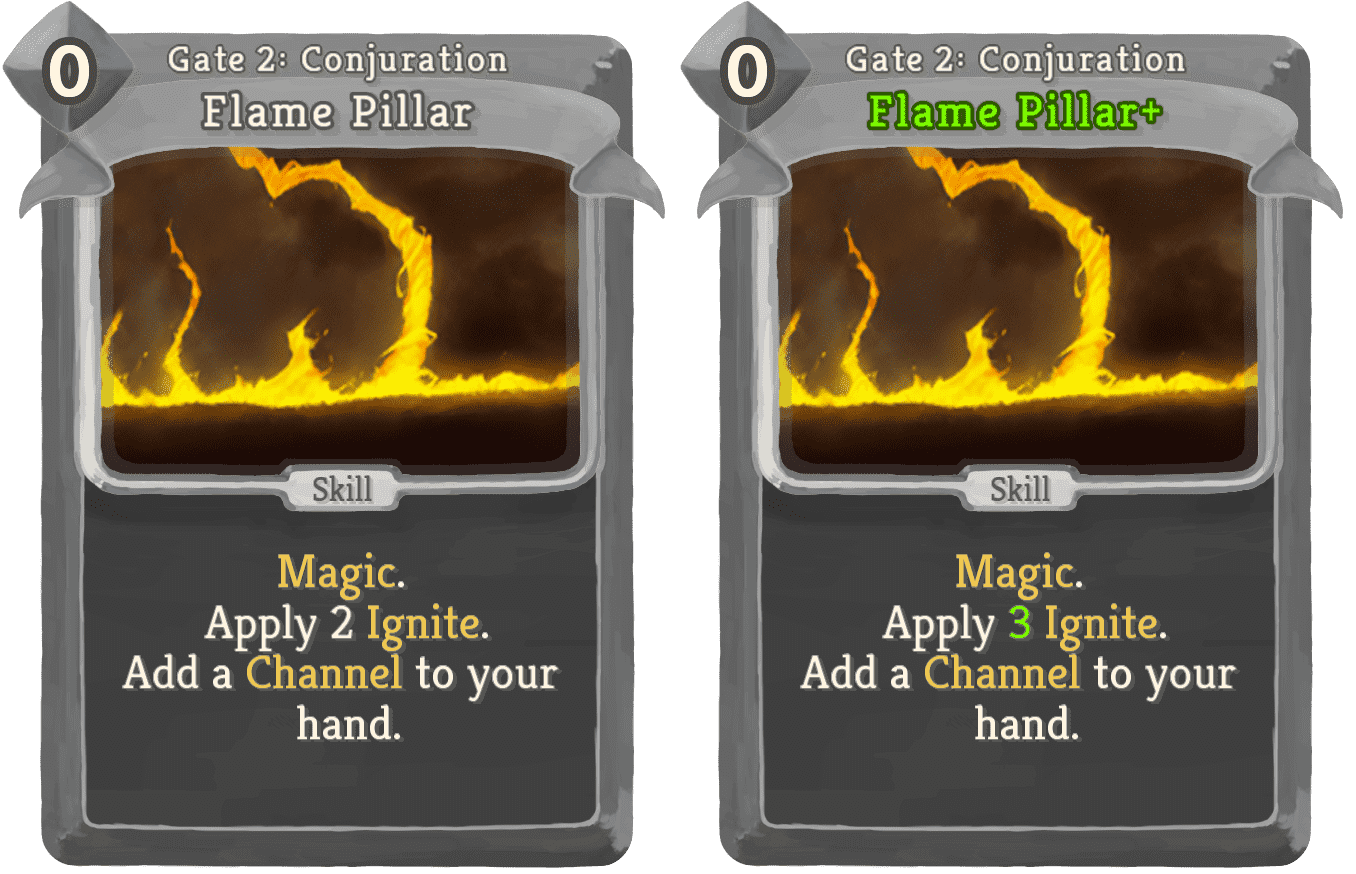 0
Gate 2: Conjuration
Flame Pillar
Skill
Magic.
Apply 2 Ignite.
Add a Channel to your
hand.
0
Gate 2: Conjuration
Flame Pillar+
Skill
Magic.
Apply 3 Ignite.
Add a Channel to your
hand.